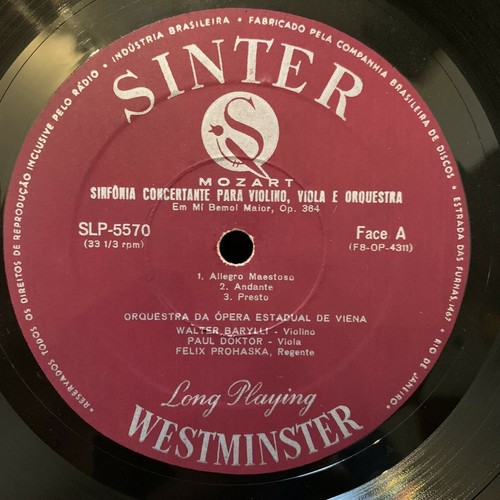 INDÚSTRIA BRASILEIRA • FABRICADO PELA COMPANHIA BRASILEIRA DE DISCOS • ESTRADA DAS FURNAS, 1467 • RIO DE JANEIRO •
RESERVADOS TODOS OS DIREITOS DE REPRODUÇÃO INCLUSIVE PELO RÁDIO •
SINTER
S
MOZART
SINFÔNIA CONCERTANTE PARA VIOLINO, VIOLA E ORQUESTRA
Em Mi Bemol Maior, Op. 364
SLP-5570 Face A
(33 1/3 rpm) (F8-OP-4311)
1. Allegro Maestoso
2. Andante
3. Presto
ORQUESTRA DA ÓPERA ESTADUAL DE VIENA
WALTER BARYLLI - Violino
PAUL DOKTOR - Viola
FELIX PROHASKA, Regente
Long Playing
WESTMINSTER